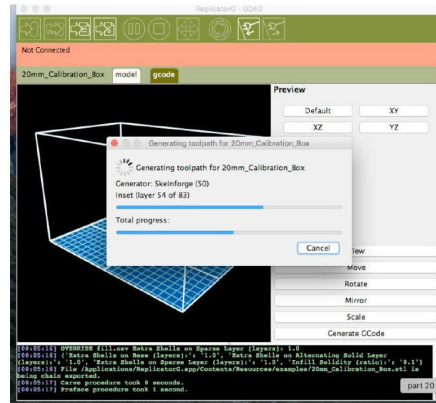 ReplicatorG - 0040
Not Connected
20mm_Calibration_Box model gcode
Preview
Default XY
XZ YZ
Generating toolpath for 20mm_Calibration_Box
Generating toolpath for 20mm_Calibration_Box
Generator: Skeinforge (50)
Inset (layer 54 of 83)
Total progress:
Cancel
Move
Rotate
Mirror
Scale
Generate GCode
[00:05:16] OVERRIDE fill.csv Extra Shells on Sparse Layer (layers): 1.0
[00:05:16] {'Extra Shells on Base (layers):': '1.0', 'Extra Shells on Alternating Solid Layer
(layers):': '1.0', 'Extra Shells on Sparse Layer (layers):': '1.0', 'Infill Solidity (ratio):': '0.1'}
[00:05:16] File /Applications/ReplicatorG.app/Contents/Resources/examples/20mm_Calibration_Box.stl is
being chain exported.
[00:05:17] Carve procedure took 0 seconds.
[00:05:17] Preface procedure took 1 second.
part 20